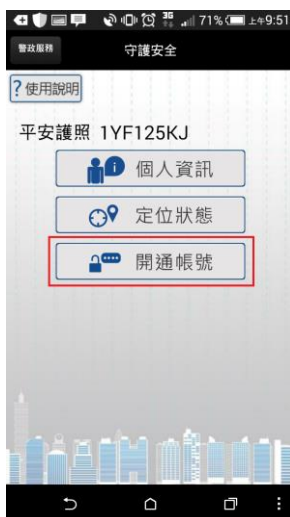 3G 71% 上午9:51
警政服務 守護安全
?使用說明
平安護照 1YF125KJ
個人資訊
定位狀態
開通帳號